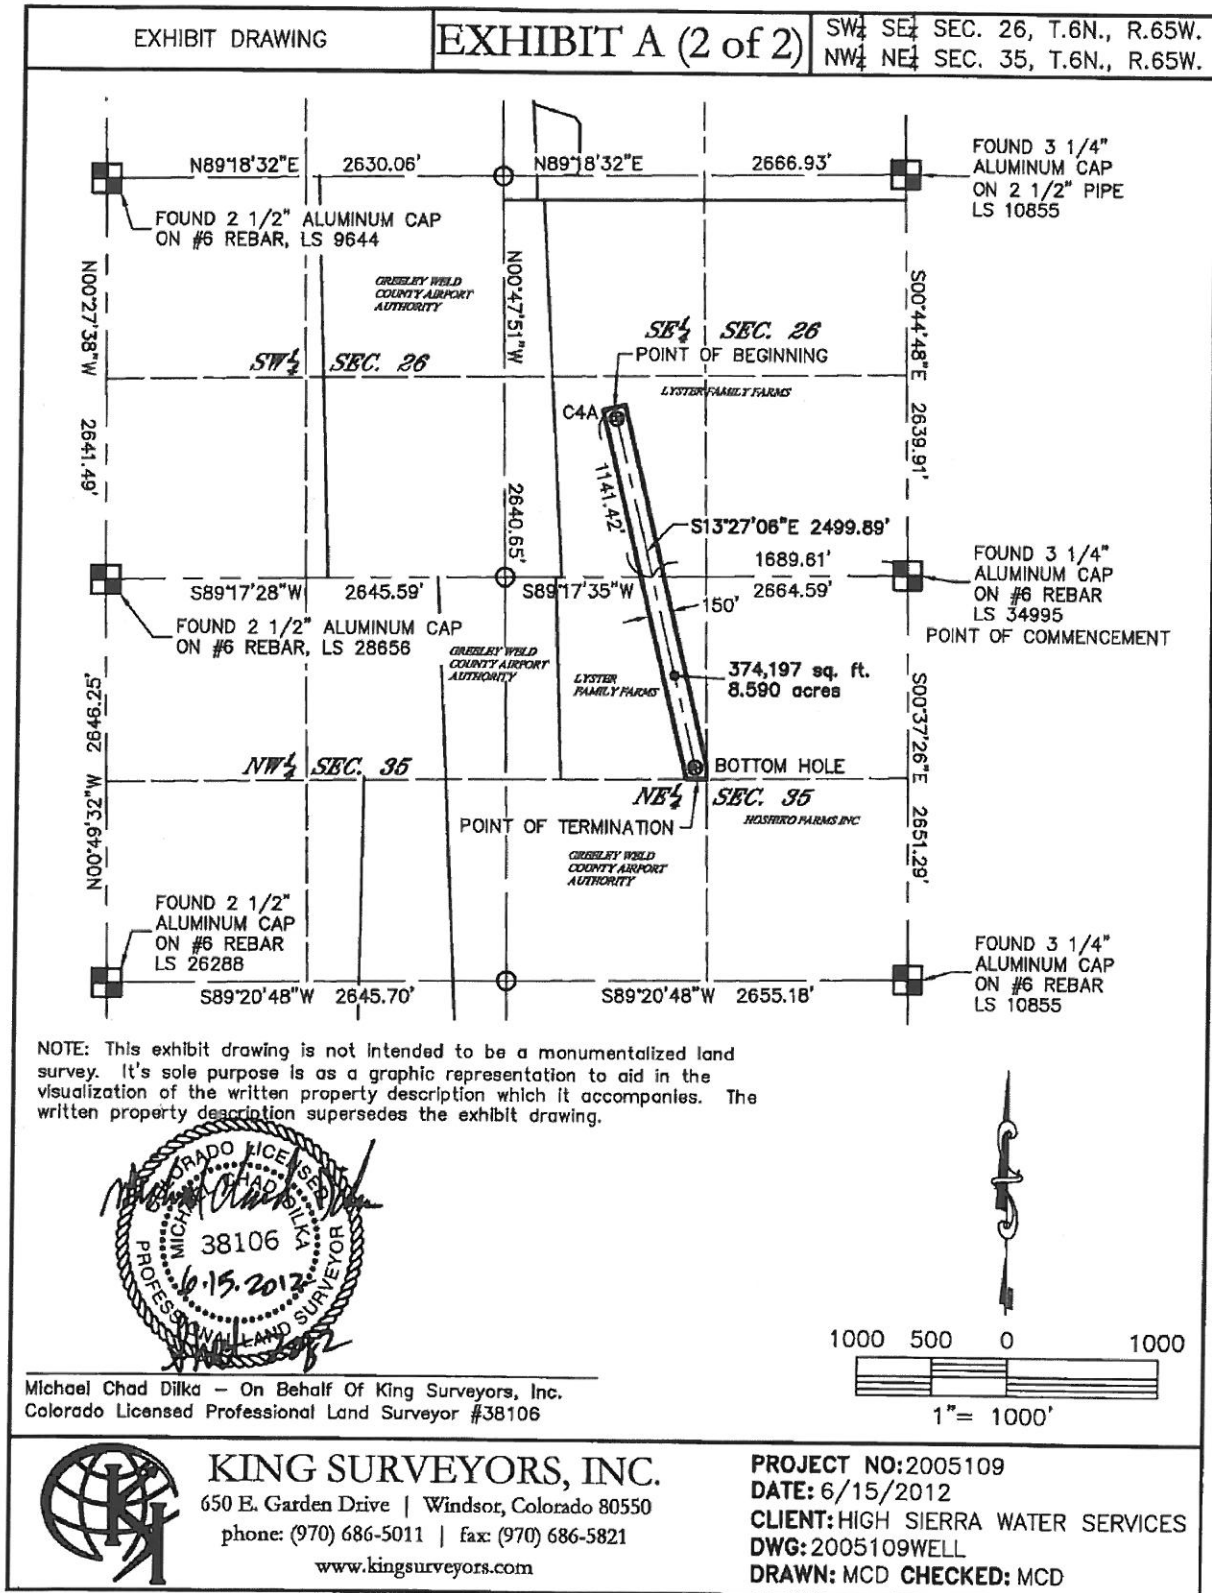 EXHIBIT DRAWING
EXHIBIT A (2 of 2)
SW¼ SE¼ SEC. 26, T.6N., R.65W.
NW¼ NE¼ SEC. 35, T.6N., R.65W.
N89°18'32"E 2630.06'
N89°18'32"E 2666.93'
FOUND 3 1/4"
ALUMINUM CAP
ON 2 1/2" PIPE
LS 10855
FOUND 2 1/2" ALUMINUM CAP
ON #6 REBAR, LS 9644
N00°27'38"W 2641.49'
GREELEY WELD
COUNTY AIRPORT
AUTHORITY
N00°47'51"W 2640.65'
S00°44'48"E 2639.91'
SW¼ SEC. 26
SE¼ SEC. 26
POINT OF BEGINNING
LYSTER FAMILY FARMS
C4A
1141.42'
S13°27'06"E 2499.89'
1689.61'
S89°17'28"W 2645.59'
S89°17'35"W 2664.59'
FOUND 3 1/4"
ALUMINUM CAP
ON #6 REBAR
LS 34995
POINT OF COMMENCEMENT
150'
FOUND 2 1/2" ALUMINUM CAP
ON #6 REBAR, LS 28656
GREELEY WELD
COUNTY AIRPORT
AUTHORITY
LYSTER
FAMILY FARMS
374,197 sq. ft.
8.590 acres
N00°49'32"W 2646.25'
S00°37'26"E 2651.29'
NW¼ SEC. 35
BOTTOM HOLE
NE¼ SEC. 35
POINT OF TERMINATION
HOSHIKO FARMS INC
GREELEY WELD
COUNTY AIRPORT
AUTHORITY
FOUND 2 1/2"
ALUMINUM CAP
ON #6 REBAR
LS 26288
FOUND 3 1/4"
ALUMINUM CAP
ON #6 REBAR
LS 10855
S89°20'48"W 2645.70'
S89°20'48"W 2655.18'
NOTE: This exhibit drawing is not intended to be a monumentalized land
survey. It's sole purpose is as a graphic representation to aid in the
visualization of the written property description which it accompanies. The
written property description supersedes the exhibit drawing.
COLORADO LICENSED
MICHAEL CHAD DILKA
38106
6.15.2012
PROFESSIONAL LAND SURVEYOR
1000 500 0 1000
1"= 1000'
Michael Chad Dilka – On Behalf Of King Surveyors, Inc.
Colorado Licensed Professional Land Surveyor #38106
KING SURVEYORS, INC.
650 E. Garden Drive | Windsor, Colorado 80550
phone: (970) 686-5011 | fax: (970) 686-5821
www.kingsurveyors.com
PROJECT NO:2005109
DATE: 6/15/2012
CLIENT: HIGH SIERRA WATER SERVICES
DWG: 2005109WELL
DRAWN: MCD CHECKED: MCD